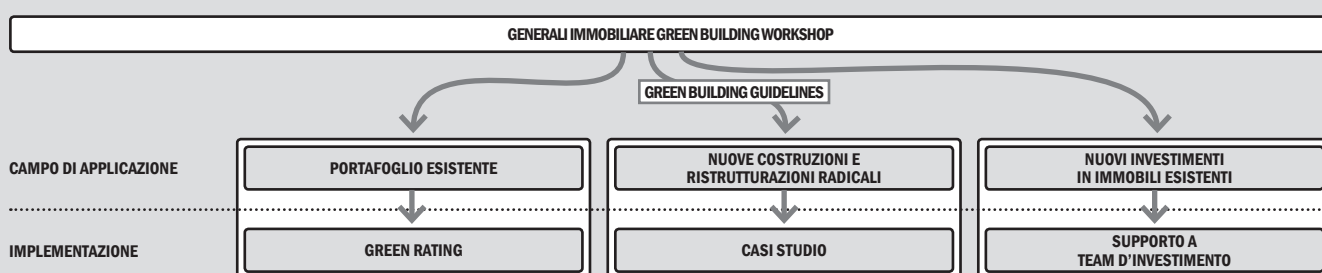 GENERALI IMMOBILIARE GREEN BUILDING WORKSHOP
GREEN BUILDING GUIDELINES
CAMPO DI APPLICAZIONE
PORTAFOGLIO ESISTENTE
NUOVE COSTRUZIONI E
RISTRUTTURAZIONI RADICALI
NUOVI INVESTIMENTI
IN IMMOBILI ESISTENTI
IMPLEMENTAZIONE
GREEN RATING
CASI STUDIO
SUPPORTO A
TEAM D'INVESTIMENTO